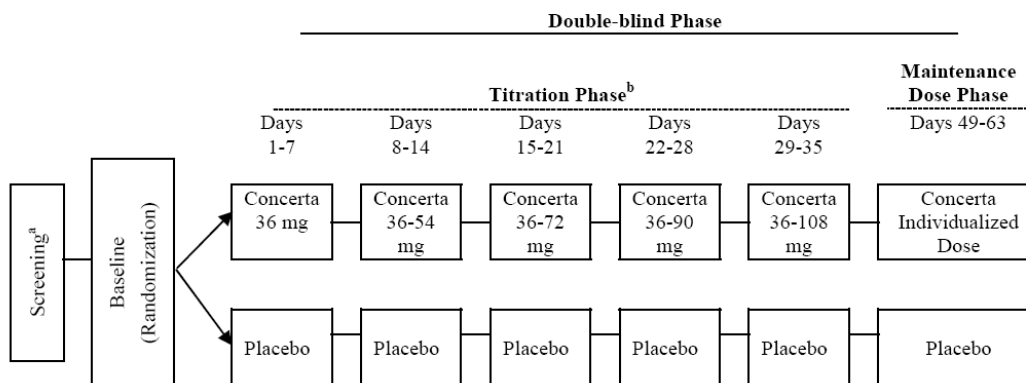 Double-blind Phase
Maintenance
Titration Phaseb
Dose Phase
Days
Days
Days
Days
Days
Days 49-63
1-7
8-14
15-21
22-28
29-35
Screeninga
Baseline
(Randomization)
Concerta
36 mg
Concerta
36-54
mg
Concerta
36-72
mg
Concerta
36-90
mg
Concerta
36-108
mg
Concerta
Individualized
Dose
Placebo
Placebo
Placebo
Placebo
Placebo
Placebo